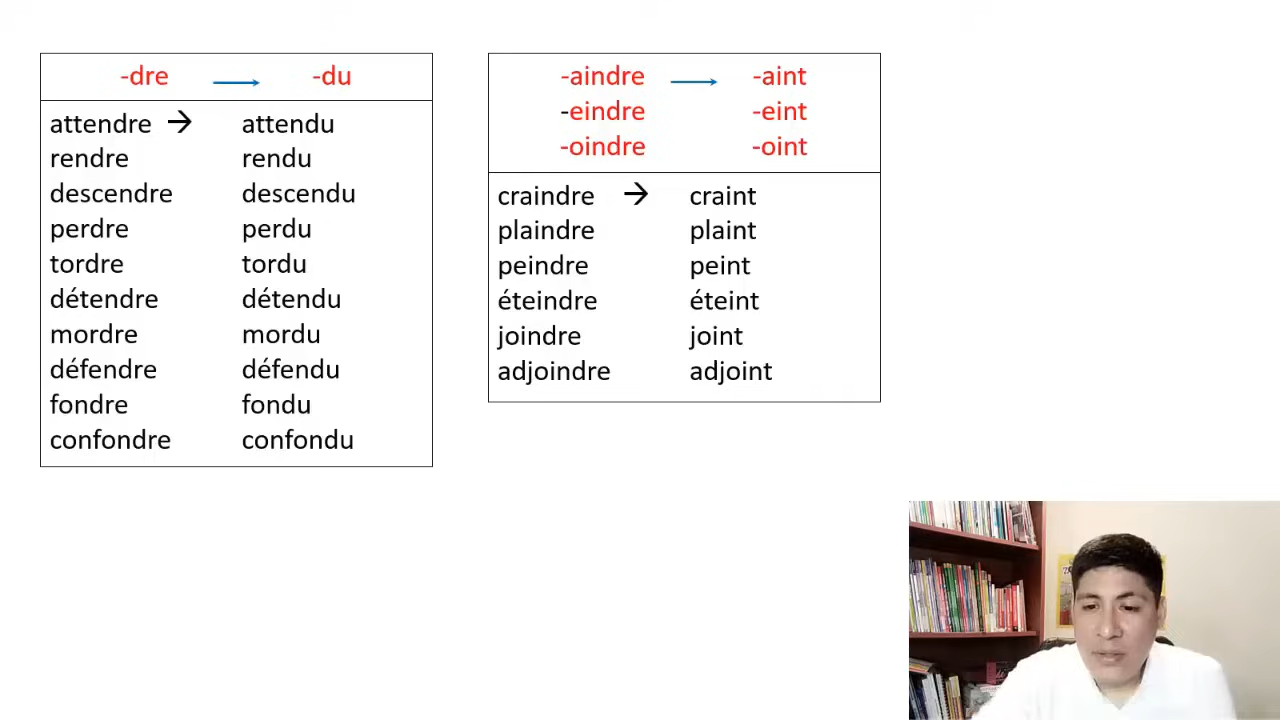 -dre → -du
attendre → attendu
rendre rendu
descendre descendu
perdre perdu
tordre tordu
détendre détendu
mordre mordu
défendre défendu
fondre fondu
confondre confondu
-aindre → -aint
-eindre -eint
-oindre -oint
craindre → craint
plaindre plaint
peindre peint
éteindre éteint
joindre joint
adjoindre adjoint